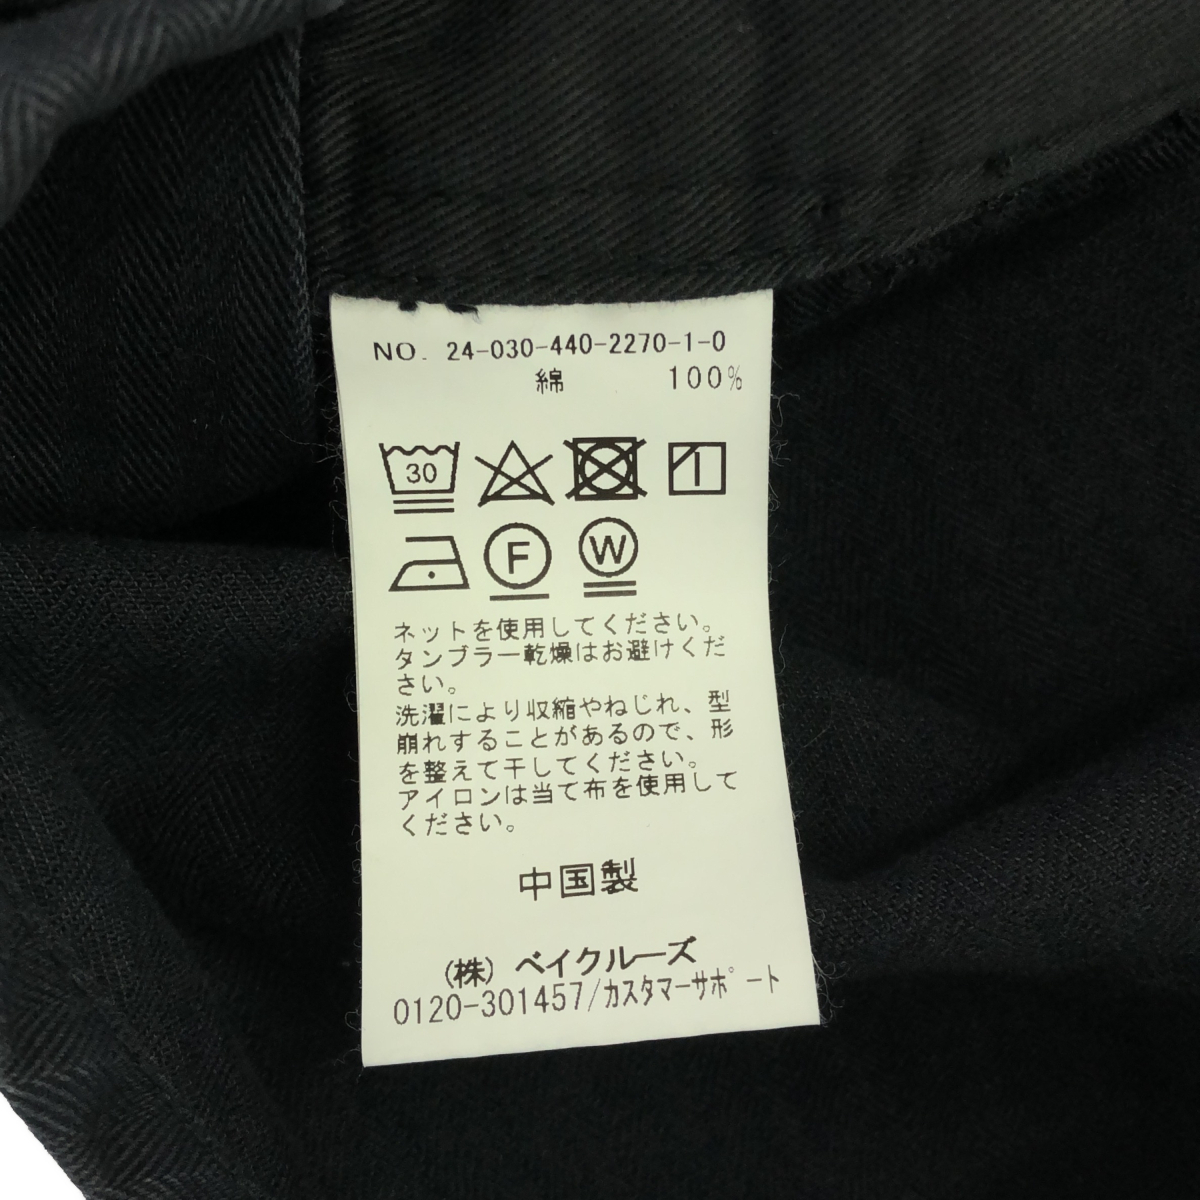 NO. 24-030-440-2270-1-0
綿 100%
30
F W
ネットを使用してください。
タンブラー乾燥はお避けくだ
さい。
洗濯により収縮やねじれ、型
崩れすることがあるので、形
を整えて干してください。
アイロンは当て布を使用して
ください。
中国製
(株) ベイクルーズ
0120-301457/ｶｽﾀﾏｰｻﾎﾟｰﾄ